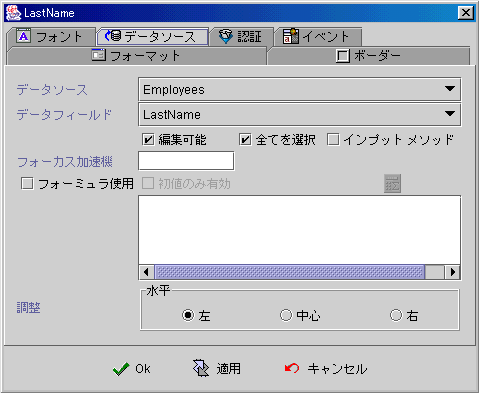 LastName
フォント データソース 認証 イベント
フォーマット ボーダー
データソース Employees
データフィールド LastName
編集可能 全てを選択 インプット メソッド
フォーカス加速機
フォーミュラ使用 初値のみ有効
水平
調整 左 中心 右
Ok 適用 キャンセル